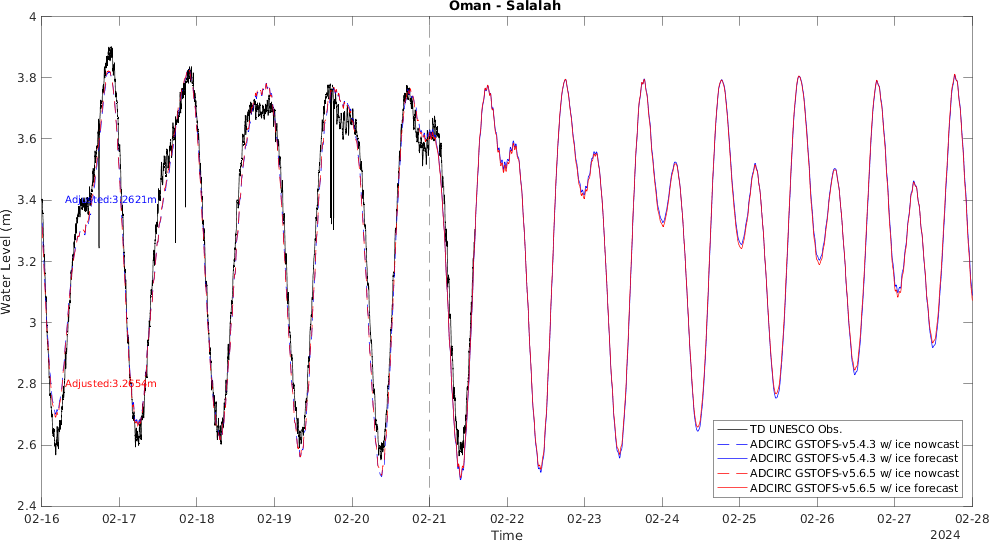 Oman - Salalah
4
3.8
3.6
3.4
3.2
3
2.8
2.6
2.4
Water Level (m)
Adjusted:3.2621m
Adjusted:3.2654m
TD UNESCO Obs.
ADCIRC GSTOFS-v5.4.3 w/ ice nowcast
ADCIRC GSTOFS-v5.4.3 w/ ice forecast
ADCIRC GSTOFS-v5.6.5 w/ ice nowcast
ADCIRC GSTOFS-v5.6.5 w/ ice forecast
02-16 02-17 02-18 02-19 02-20 02-21 02-22 02-23 02-24 02-25 02-26 02-27 02-28
Time
2024